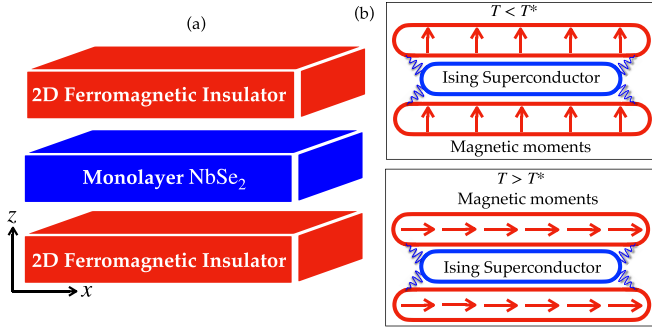 (a)
2D Ferromagnetic Insulator
Monolayer NbSe₂
2D Ferromagnetic Insulator
z
x
(b)
T < T*
Ising Superconductor
Magnetic moments
T > T*
Magnetic moments
Ising Superconductor